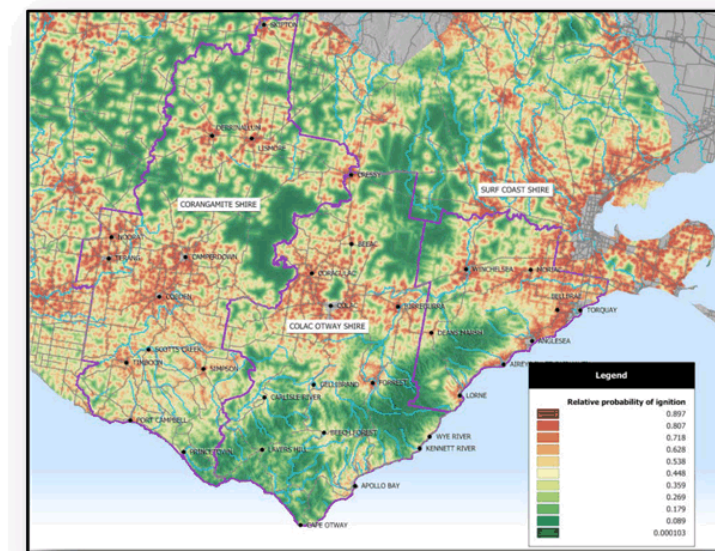 SKIPTON
DERRINALLUM
LISMORE
CRESSY
SURF COAST SHIRE
CORANGAMITE SHIRE
NOORAT
TERANG
CAMPERDOWN
BEEAC
CORAGULAC
WINCHELSEA
MORIAC
COBDEN
COLAC
BIRREGURRA
BELLBRAE
TORQUAY
COLAC OTWAY SHIRE
DEANS MARSH
ANGLESEA
SCOTTS CREEK
TIMBOON
SIMPSON
GELLIBRAND
FORREST
CARLISLE RIVER
LORNE
PORT CAMPBELL
PRINCETOWN
BEECH FOREST
WYE RIVER
LAVERS HILL
KENNETT RIVER
APOLLO BAY
CAPE OTWAY
Legend
Relative probability of ignition
0.897
0.807
0.718
0.628
0.538
0.448
0.359
0.269
0.179
0.089
0.000103